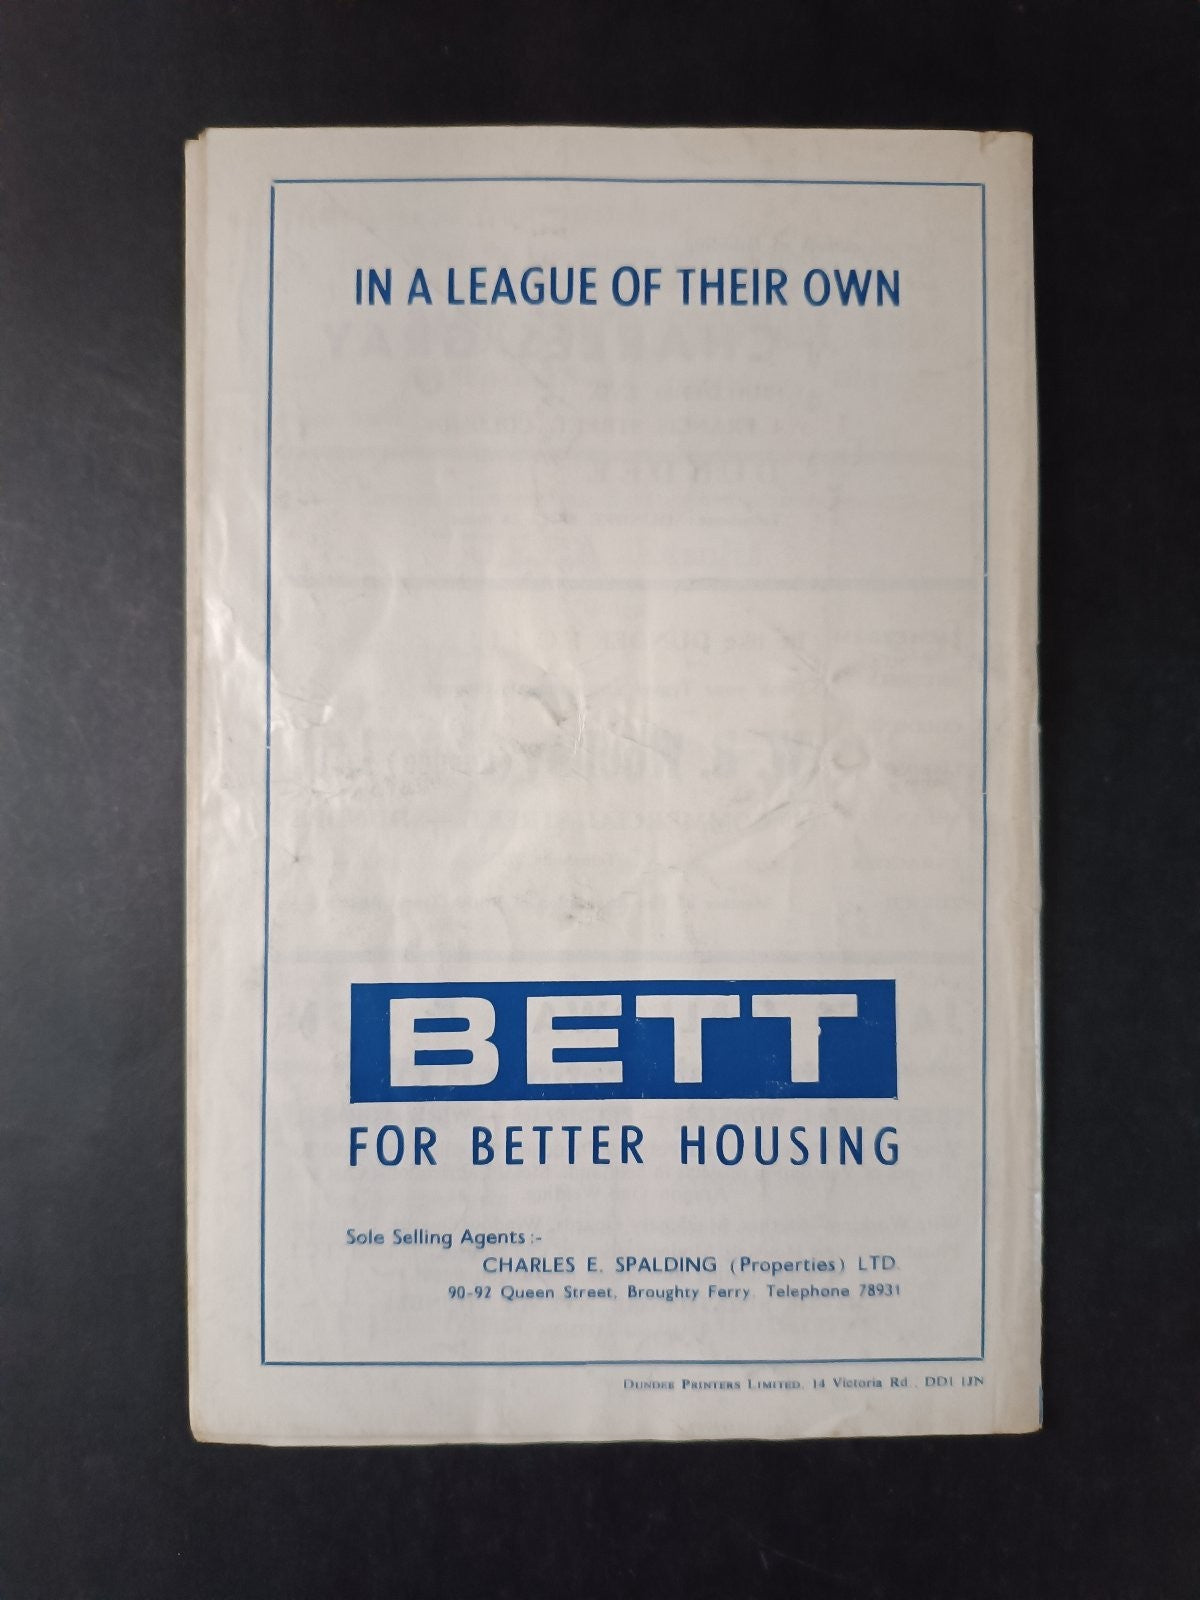 IN A LEAGUE OF THEIR OWN
BETT
FOR BETTER HOUSING
Sole Selling Agents :-
CHARLES E. SPALDING (Properties) LTD.
90-92 Queen Street, Broughty Ferry. Telephone 78931
DUNDEE PRINTERS LIMITED, 14 Victoria Rd., DD1 1JN